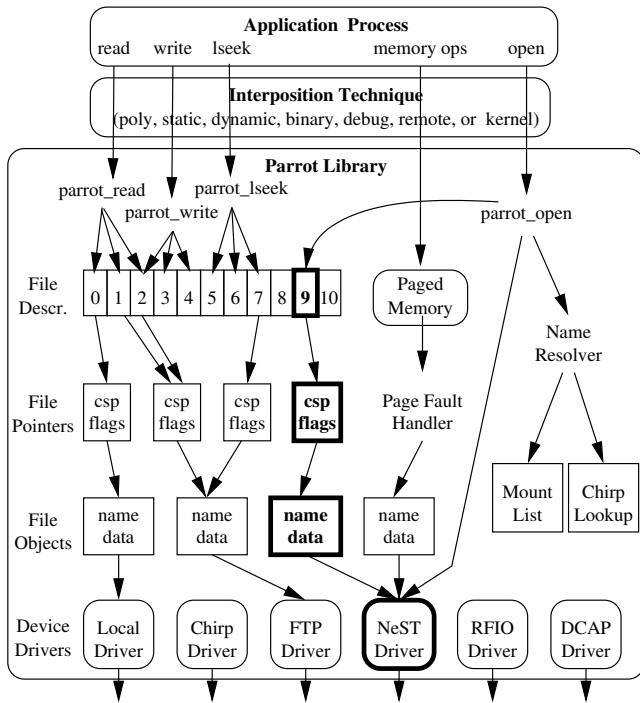 Application Process
read write lseek memory ops open
Interposition Technique
(poly, static, dynamic, binary, debug, remote, or kernel)
Parrot Library
parrot_read parrot_lseek
parrot_write parrot_open
File
Descr.
0 1 2 3 4 5 6 7 8 9 10
Paged
Memory
Name
Resolver
File
Pointers
csp
flags
csp
flags
csp
flags
csp
flags
Page Fault
Handler
Mount
List
Chirp
Lookup
File
Objects
name
data
name
data
name
data
name
data
Device
Drivers
Local
Driver
Chirp
Driver
FTP
Driver
NeST
Driver
RFIO
Driver
DCAP
Driver